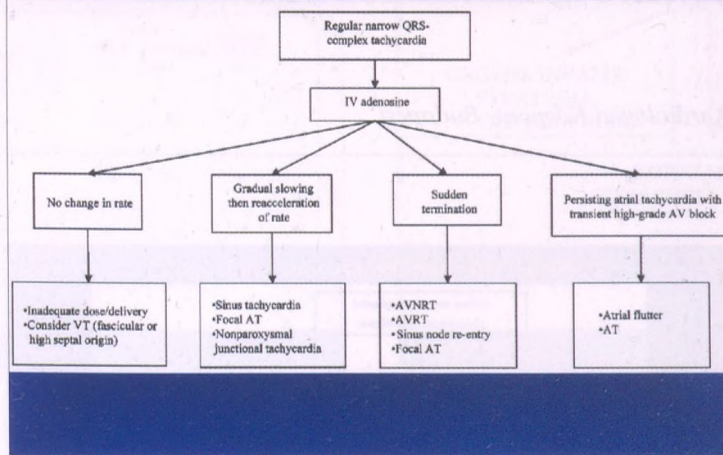 Regular narrow QRS-
complex tachycardia
IV adenosine
No change in rate
Gradual slowing
then reacceleration
of rate
Sudden
termination
Persisting atrial tachycardia with
transient high-grade AV block
•Inadequate dose/delivery
•Consider VT (fascicular or
high septal origin)
•Sinus tachycardia
•Focal AT
•Nonparoxysmal
Junctional tachycardia
•AVNRT
•AVRT
•Sinus node re-entry
•Focal AT
•Atrial flutter
•AT